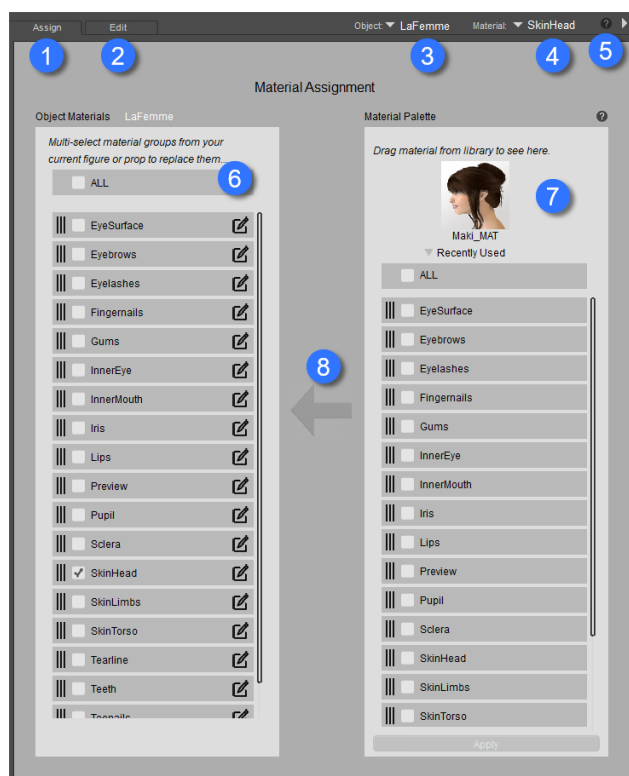 Assign
Edit
Object: LaFemme
Material: SkinHead
?
1
2
3
4
5
Material Assignment
Object Materials LaFemme
Material Palette
?
Multi-select material groups from your
current figure or prop to replace them...
ALL
6
EyeSurface
Eyebrows
Eyelashes
Fingernails
Gums
InnerEye
InnerMouth
Iris
Lips
Preview
Pupil
Sclera
SkinHead
SkinLimbs
SkinTorso
Tearline
Teeth
Toenails
8
Drag material from library to see here.
7
Maki_MAT
Recently Used
ALL
EyeSurface
Eyebrows
Eyelashes
Fingernails
Gums
InnerEye
InnerMouth
Iris
Lips
Preview
Pupil
Sclera
SkinHead
SkinLimbs
SkinTorso
Apply